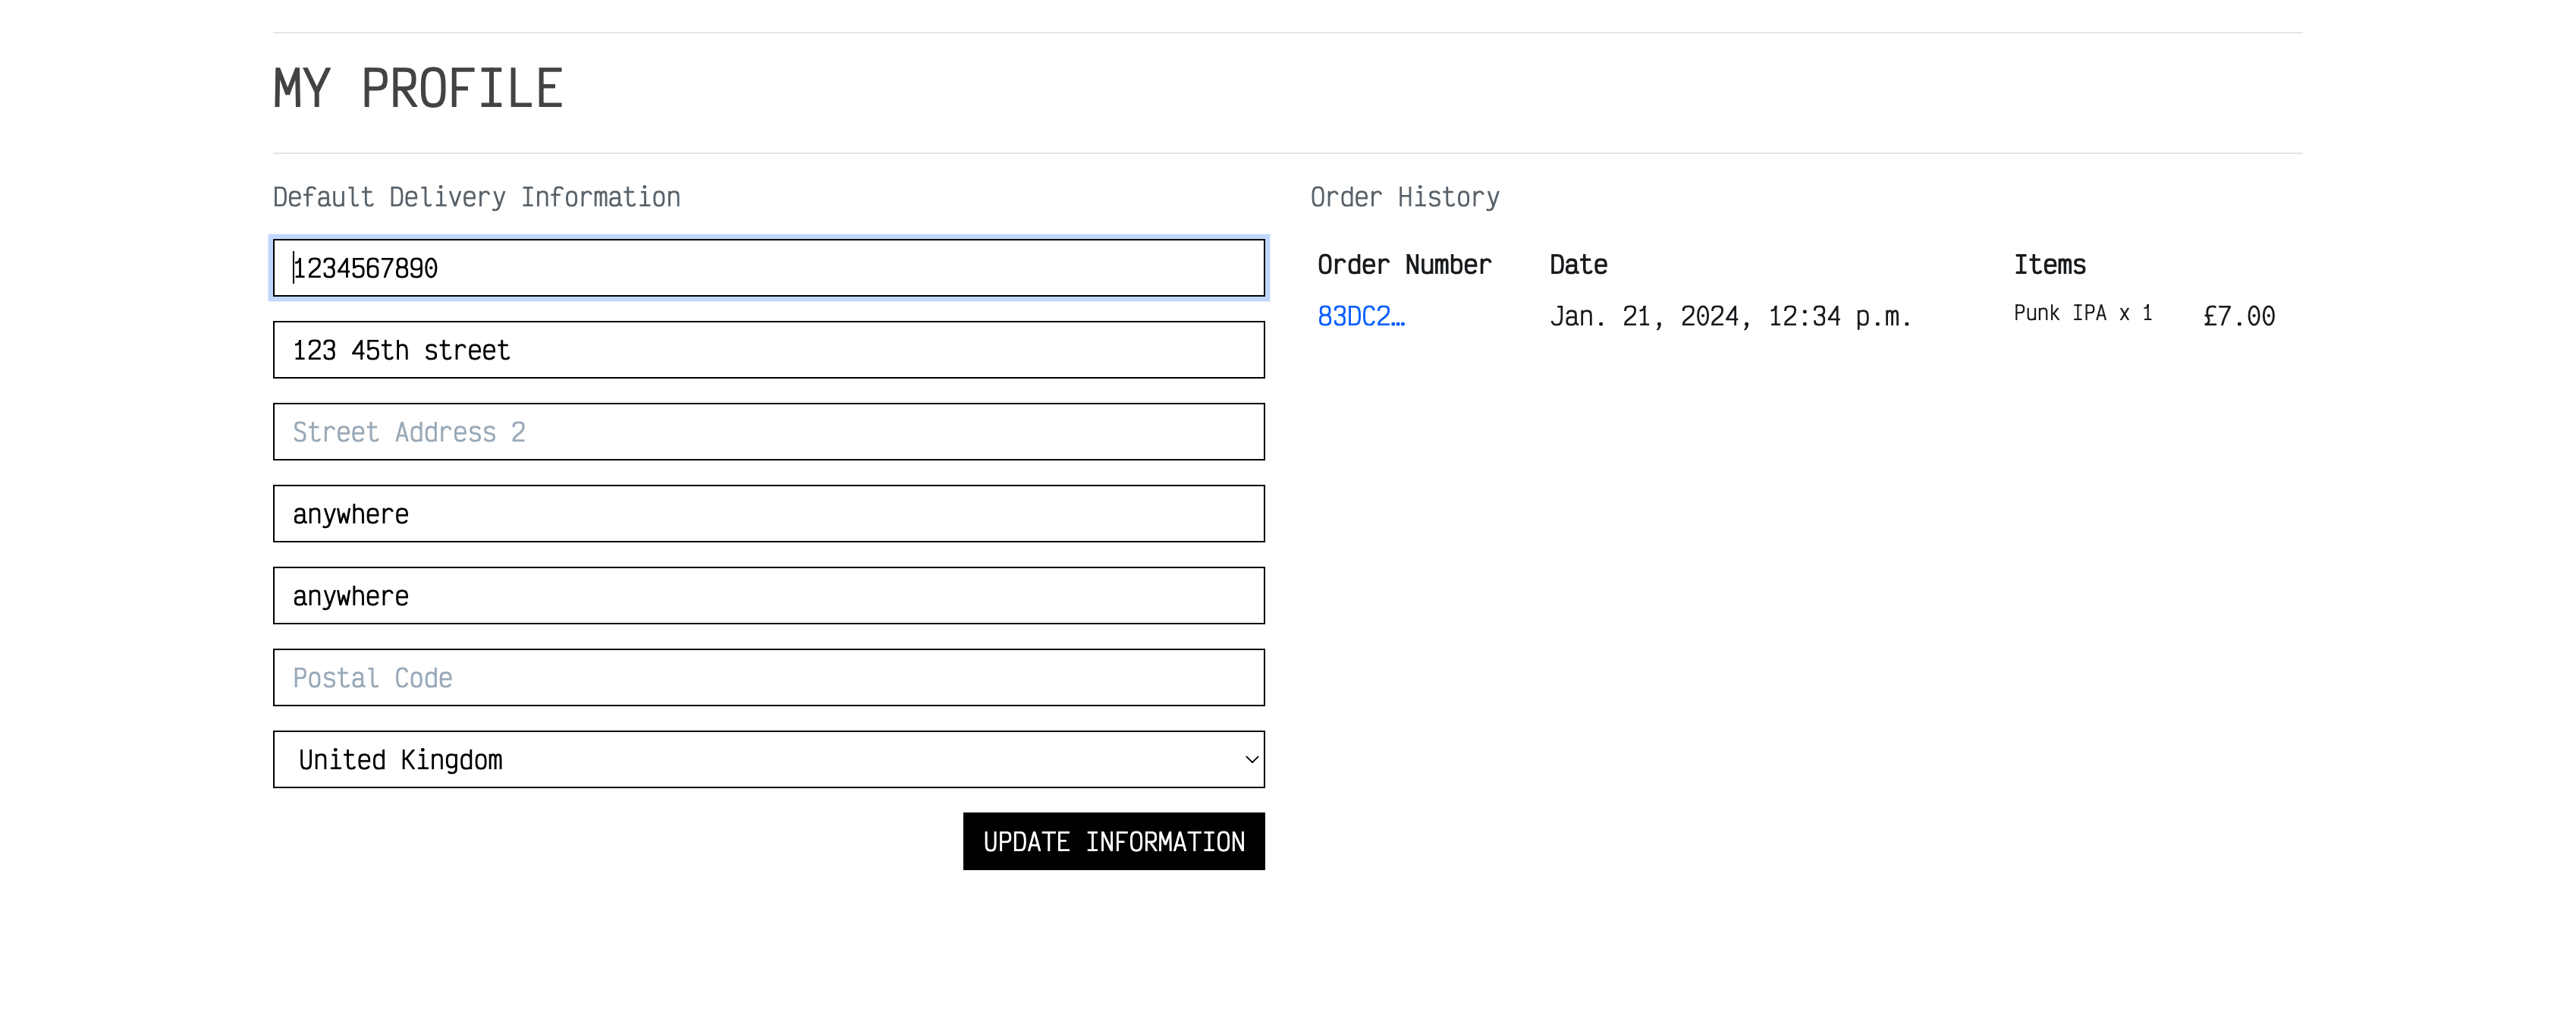 MY PROFILE
Default Delivery Information
1234567890
123 45th street
Street Address 2
anywhere
anywhere
Postal Code
United Kingdom
UPDATE INFORMATION
Order History
Order Number Date Items
83DC2… Jan. 21, 2024, 12:34 p.m. Punk IPA x 1 £7.00